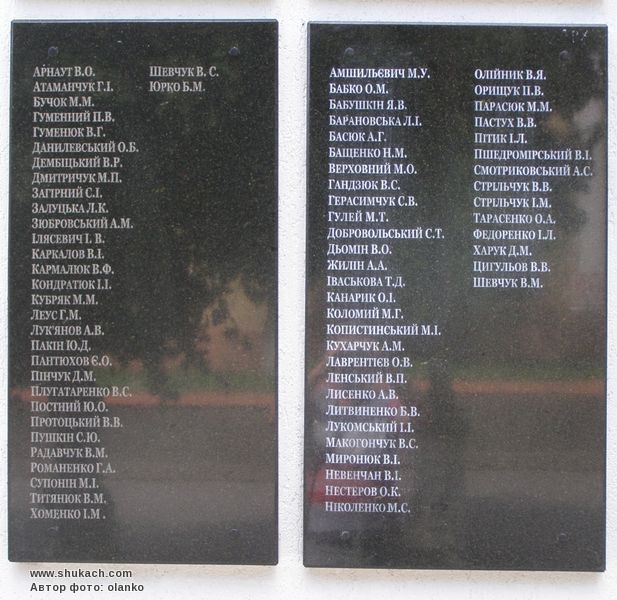 АРНАУТ В.О.
АТАМАНЧУК Г.І.
БУЧОК М.М.
ГУМЕННИЙ П.В.
ГУМЕНЮК В.Г.
ДАНИЛЕВСЬКИЙ О.Б.
ДЕМБІЦЬКИЙ В.Р.
ДМИТРИЧУК М.П.
ЗАГІРНИЙ С.І.
ЗАЛУЦЬКА Л.К.
ЗЮБРОВСЬКИЙ А.М.
ІЛЯСЕВИЧ І. В.
КАРКАЛОВ В.І.
КАРМАЛЮК В.Ф.
КОНДРАТЮК І.І.
КУБРЯК М.М.
ЛЕУС Г.М.
ЛУК'ЯНОВ А.В.
ПАКІН Ю.Д.
ПАНТЮХОВ Є.О.
ПІНЧУК Д.М.
ПЛУГАТАРЕНКО В.С.
ПОСТНИЙ Ю.О.
ПРОТОЦЬКИЙ В.В.
ПУШКІН С.Ю.
РАДАВЧУК В.М.
РОМАНЕНКО Г.А.
СУПОНІН М.І.
ТИТЯНЮК В.М.
ХОМЕНКО І.М .
ШЕВЧУК В. С.
ЮРКО Б.М.
АМШИЛЬЄВИЧ М.У.
БАБКО О.М.
БАБУШКІН Я.В.
БАРАНОВСЬКА Л.І.
БАСЮК А.Г.
БАЩЕНКО Н.М.
ВЕРХОВНИЙ М.О.
ГАНДЗЮК В.С.
ГЕРАСИМЧУК С.В.
ГУЛЕЙ М.Т.
ДОБРОВОЛЬСЬКИЙ С.Т.
ДЬОМІН В.О.
ЖИЛІН А.А.
ІВАСЬКОВА Т.Д.
КАНАРИК О.І.
КОЛОМИЙ М.Г.
КОПИСТИНСЬКИЙ М.І.
КУХАРЧУК А.М.
ЛАВРЕНТІЄВ О.В.
ЛЕНСЬКИЙ В.П.
ЛИСЕНКО А.В.
ЛИТВИНЕНКО Б.В.
ЛУКОМСЬКИЙ І.І.
МАКОГОНЧУК В.С.
МИРОНЮК В.І.
НЕВЕНЧАН В.І.
НЕСТЕРОВ О.К.
НІКОЛЕНКО М.С.
ОЛІЙНИК В.Я.
ОРИЩУК П.В.
ПАРАСЮК М.М.
ПАСТУХ В.В.
ПІТИК І.Л.
ПШЕДРОМІРСЬКИЙ В.І.
СМОТРИКОВСЬКИЙ А.С.
СТРІЛЬЧУК В.В.
СТРІЛЬЧУК І.М.
ТАРАСЕНКО О.А.
ФЕДОРЕНКО І.Л.
ХАРУК Д.М.
ЦИГУЛЬОВ В.В.
ШЕВЧУК В.М.
www.shukach.com
Автор фото: olanko